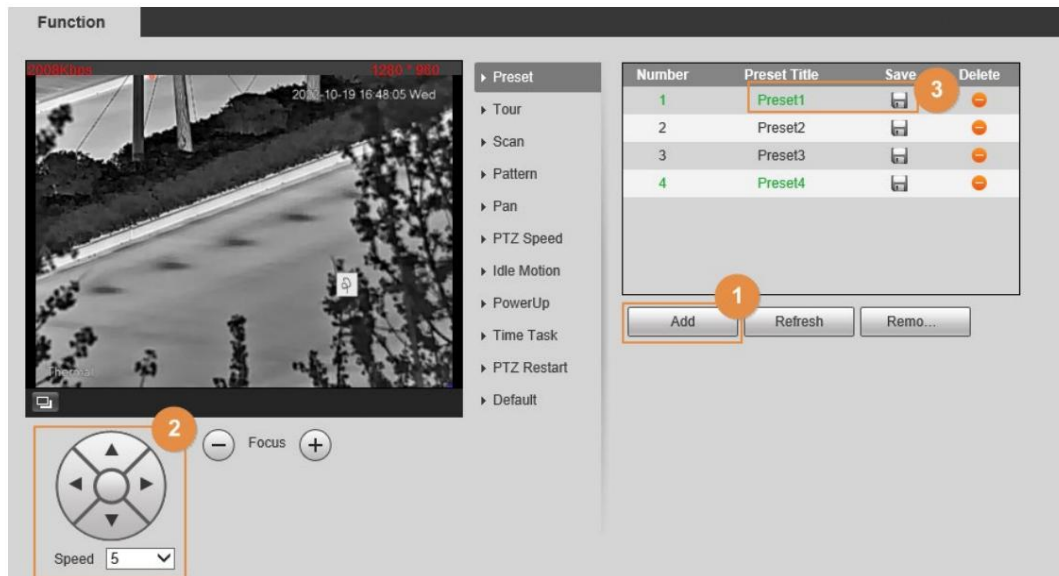 Function
2008Kbps 1280 * 960
2022-10-19 16:48:05 Wed
Thermal
Preset
Tour
Scan
Pattern
Pan
PTZ Speed
Idle Motion
PowerUp
Time Task
PTZ Restart
Default
Number Preset Title Save Delete
1 Preset1
2 Preset2
3 Preset3
4 Preset4
3
1
Add Refresh Remo...
2
Focus
Speed 5